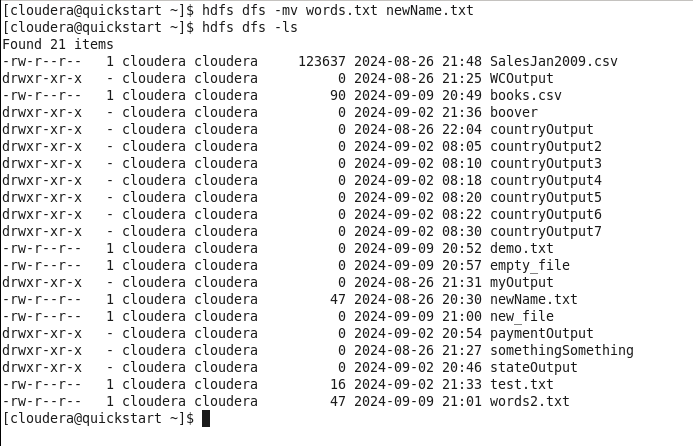 [cloudera@quickstart ~]$ hdfs dfs -mv words.txt newName.txt
[cloudera@quickstart ~]$ hdfs dfs -ls
Found 21 items
-rw-r--r--   1 cloudera cloudera     123637 2024-08-26 21:48 SalesJan2009.csv
drwxr-xr-x   - cloudera cloudera          0 2024-08-26 21:25 WCOutput
-rw-r--r--   1 cloudera cloudera         90 2024-09-09 20:49 books.csv
drwxr-xr-x   - cloudera cloudera          0 2024-09-02 21:36 boover
drwxr-xr-x   - cloudera cloudera          0 2024-08-26 22:04 countryOutput
drwxr-xr-x   - cloudera cloudera          0 2024-09-02 08:05 countryOutput2
drwxr-xr-x   - cloudera cloudera          0 2024-09-02 08:10 countryOutput3
drwxr-xr-x   - cloudera cloudera          0 2024-09-02 08:18 countryOutput4
drwxr-xr-x   - cloudera cloudera          0 2024-09-02 08:20 countryOutput5
drwxr-xr-x   - cloudera cloudera          0 2024-09-02 08:22 countryOutput6
drwxr-xr-x   - cloudera cloudera          0 2024-09-02 08:30 countryOutput7
-rw-r--r--   1 cloudera cloudera          0 2024-09-09 20:52 demo.txt
-rw-r--r--   1 cloudera cloudera          0 2024-09-09 20:57 empty_file
drwxr-xr-x   - cloudera cloudera          0 2024-08-26 21:31 myOutput
-rw-r--r--   1 cloudera cloudera         47 2024-08-26 20:30 newName.txt
-rw-r--r--   1 cloudera cloudera          0 2024-09-09 21:00 new_file
drwxr-xr-x   - cloudera cloudera          0 2024-09-02 20:54 paymentOutput
drwxr-xr-x   - cloudera cloudera          0 2024-08-26 21:27 somethingSomething
drwxr-xr-x   - cloudera cloudera          0 2024-09-02 20:46 stateOutput
-rw-r--r--   1 cloudera cloudera         16 2024-09-02 21:33 test.txt
-rw-r--r--   1 cloudera cloudera         47 2024-09-09 21:01 words2.txt
[cloudera@quickstart ~]$